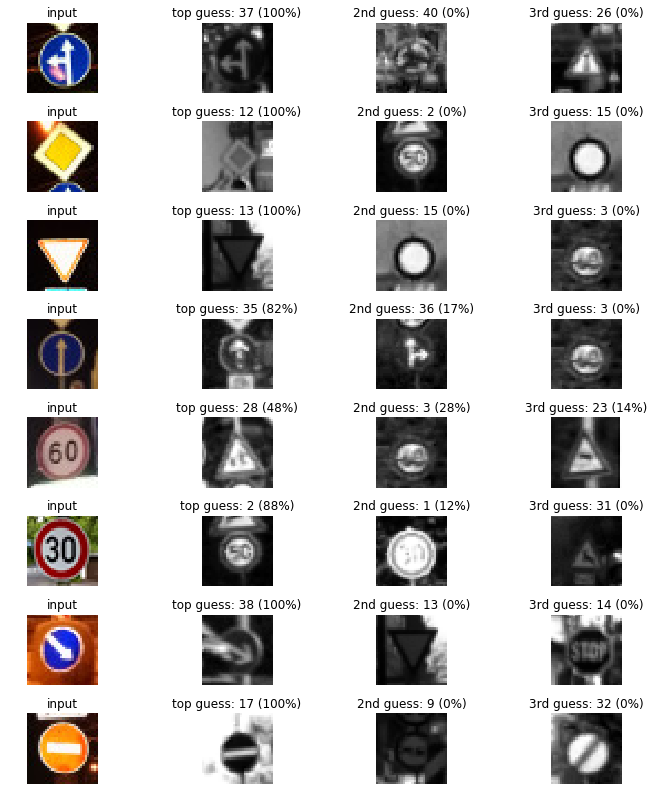 input top guess: 37 (100%) 2nd guess: 40 (0%) 3rd guess: 26 (0%)
input top guess: 12 (100%) 2nd guess: 2 (0%) 3rd guess: 15 (0%)
50
input top guess: 13 (100%) 2nd guess: 15 (0%) 3rd guess: 3 (0%)
input top guess: 35 (82%) 2nd guess: 36 (17%) 3rd guess: 3 (0%)
input top guess: 28 (48%) 2nd guess: 3 (28%) 3rd guess: 23 (14%)
60
input top guess: 2 (88%) 2nd guess: 1 (12%) 3rd guess: 31 (0%)
30 50 30
input top guess: 38 (100%) 2nd guess: 13 (0%) 3rd guess: 14 (0%)
STOP
input top guess: 17 (100%) 2nd guess: 9 (0%) 3rd guess: 32 (0%)